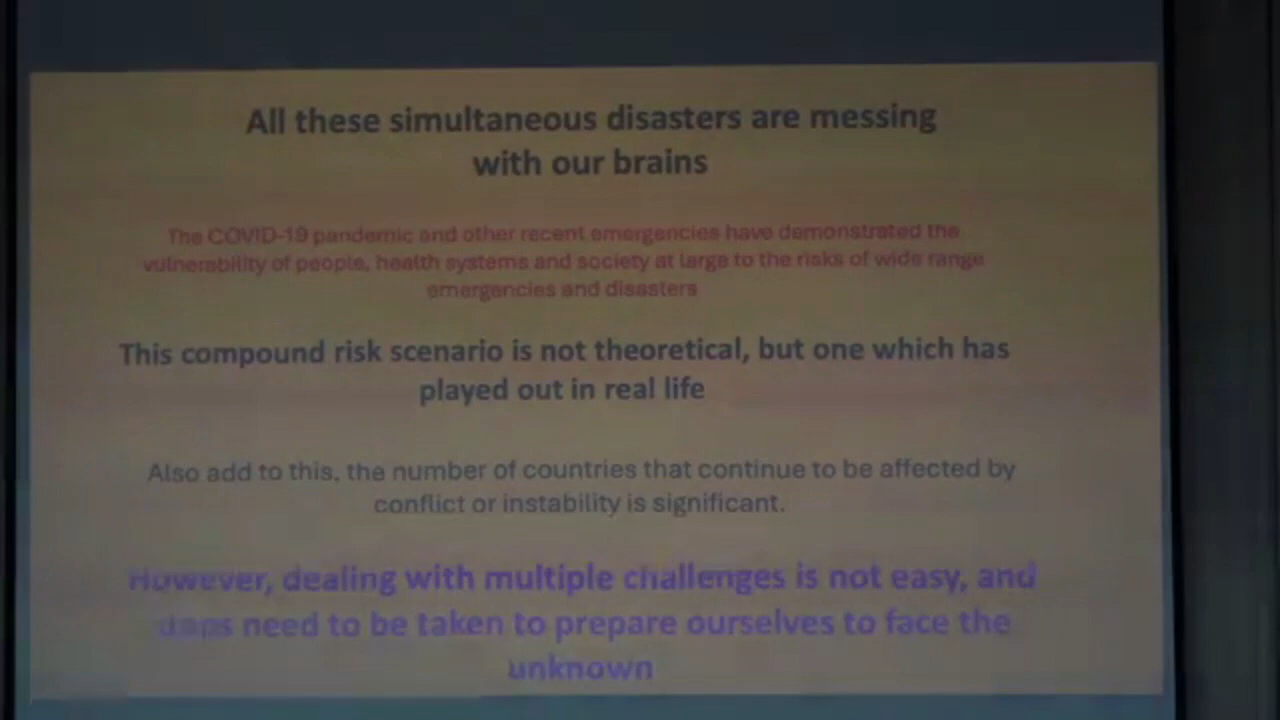 All these simultaneous disasters are messing
with our brains
The COVID-19 pandemic and other recent emergencies have demonstrated the
vulnerability of people, health systems and society at large to the risks of wide range
emergencies and disasters
This compound risk scenario is not theoretical, but one which has
played out in real life
Also add to this, the number of countries that continue to be affected by
conflict or instability is significant.
However, dealing with multiple challenges is not easy, and
need to be taken to prepare ourselves to face the
unknown